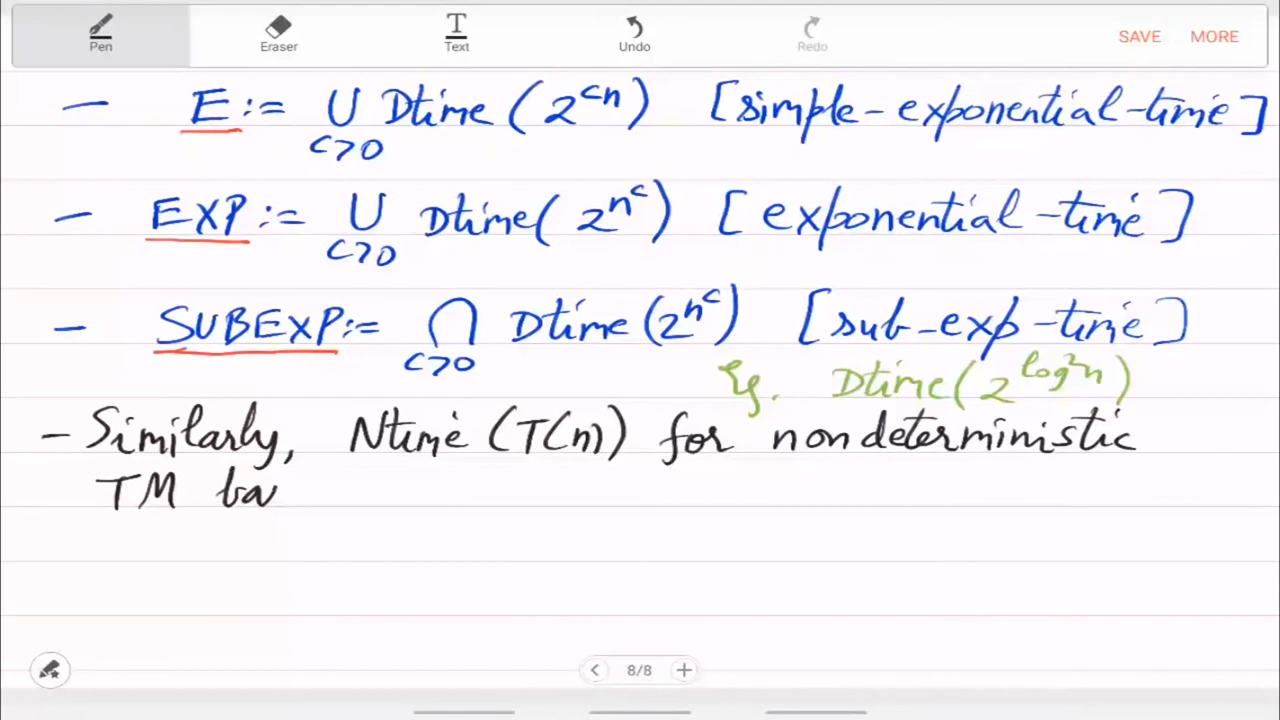 Pen Eraser Text Undo Redo SAVE MORE
- E := ∪ Dtime (2^cn) [simple-exponential-time]
c>0
- EXP := ∪ Dtime (2^n^c) [exponential-time]
c>0
- SUBEXP := ∩ Dtime (2^n^c) [sub-exp-time]
c>0
Eg. Dtime (2^log²n)
- Similarly, Ntime (T(n)) for nondeterministic
TM ba
8/8